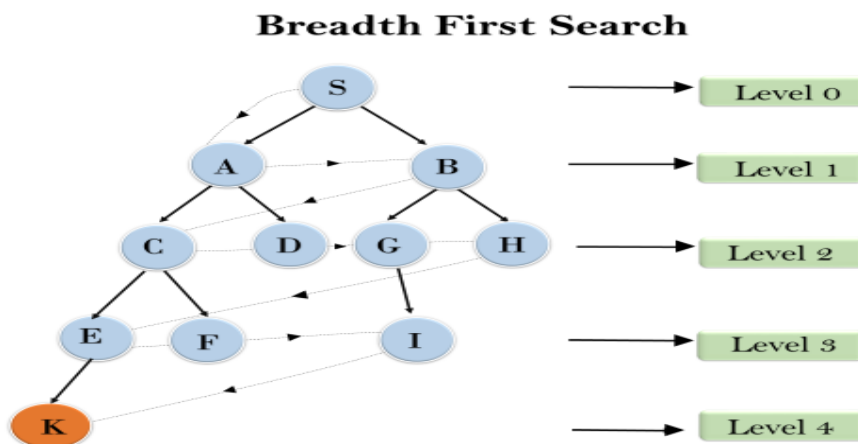 Breadth First Search
S
Level 0
A
B
Level 1
C
D
G
H
Level 2
E
F
I
Level 3
K
Level 4